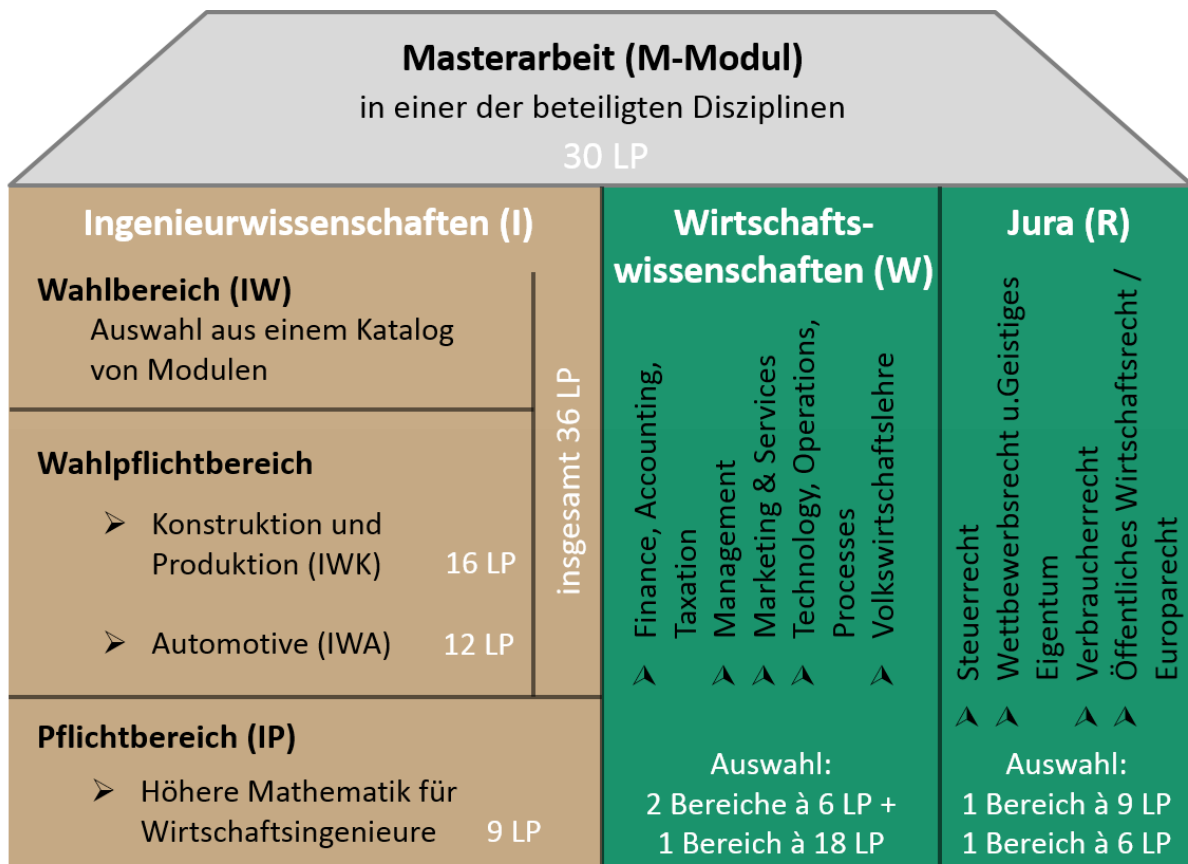 Masterarbeit (M-Modul)
in einer der beteiligten Disziplinen
30 LP
Ingenieurwissenschaften (I)
Wahlbereich (IW)
Auswahl aus einem Katalog
von Modulen
Wahlpflichtbereich
➤ Konstruktion und
Produktion (IWK) 16 LP
➤ Automotive (IWA) 12 LP
insgesamt 36 LP
Pflichtbereich (IP)
➤ Höhere Mathematik für
Wirtschaftsingenieure 9 LP
Wirtschafts-
wissenschaften (W)
➤ Finance, Accounting,
Taxation
➤ Management
➤ Marketing & Services
➤ Technology, Operations,
Processes
➤ Volkswirtschaftslehre
Auswahl:
2 Bereiche à 6 LP +
1 Bereich à 18 LP
Jura (R)
➤ Steuerrecht
➤ Wettbewerbsrecht u.Geistiges
Eigentum
➤ Verbraucherrecht
➤ Öffentliches Wirtschaftsrecht /
Europarecht
Auswahl:
1 Bereich à 9 LP
1 Bereich à 6 LP